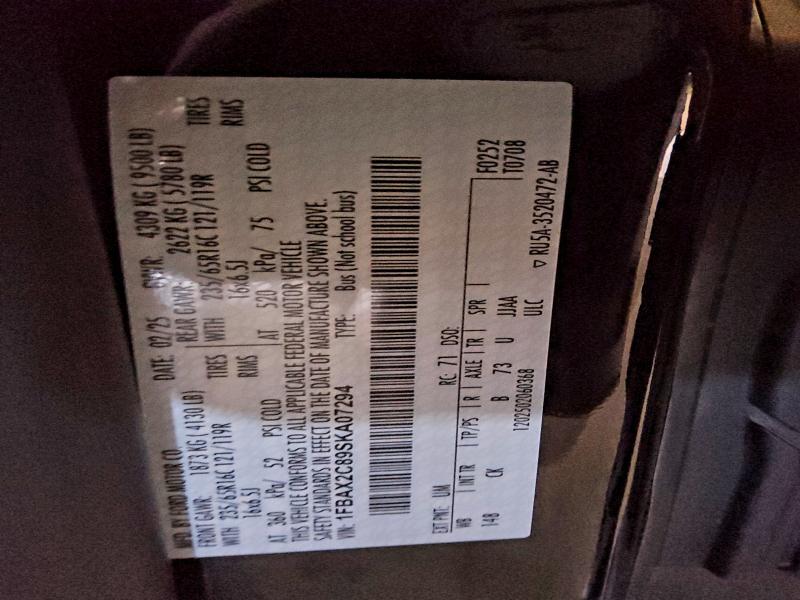 MFD. BY FORD MOTOR CO.
DATE: 02/25 GVWR: 4309 KG ( 9500 LB)
FRONT GAWR: 1873 KG ( 4130 LB) REAR GAWR: 2622 KG ( 5780 LB)
WITH 235/65R16C 121/119R TIRES WITH 235/65R16C 121/119R TIRES
16x6.5J RIMS 16x6.5J RIMS
AT 360 kPa/ 52 PSI COLD AT 520 kPa/ 75 PSI COLD
THIS VEHICLE CONFORMS TO ALL APPLICABLE FEDERAL MOTOR VEHICLE
SAFETY STANDARDS IN EFFECT ON THE DATE OF MANUFACTURE SHOWN ABOVE.
VIN: 1FBAX2C89SKA07294 TYPE: Bus (Not school bus)
EXT PNT: UM RC: 71 DSO: F0252
WB INT TR TP/PS R AXLE TR SPR T0708
148 CK B 73 U JJAA
1202502060368 ULC ▽ RU5A-3520472-AB